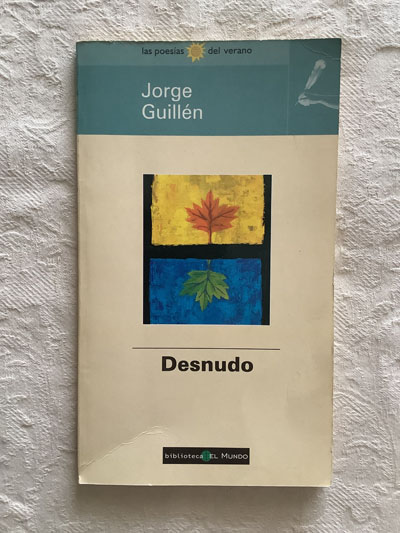 las poesías del verano
Jorge
Guillén
Desnudo
biblioteca EL MUNDO